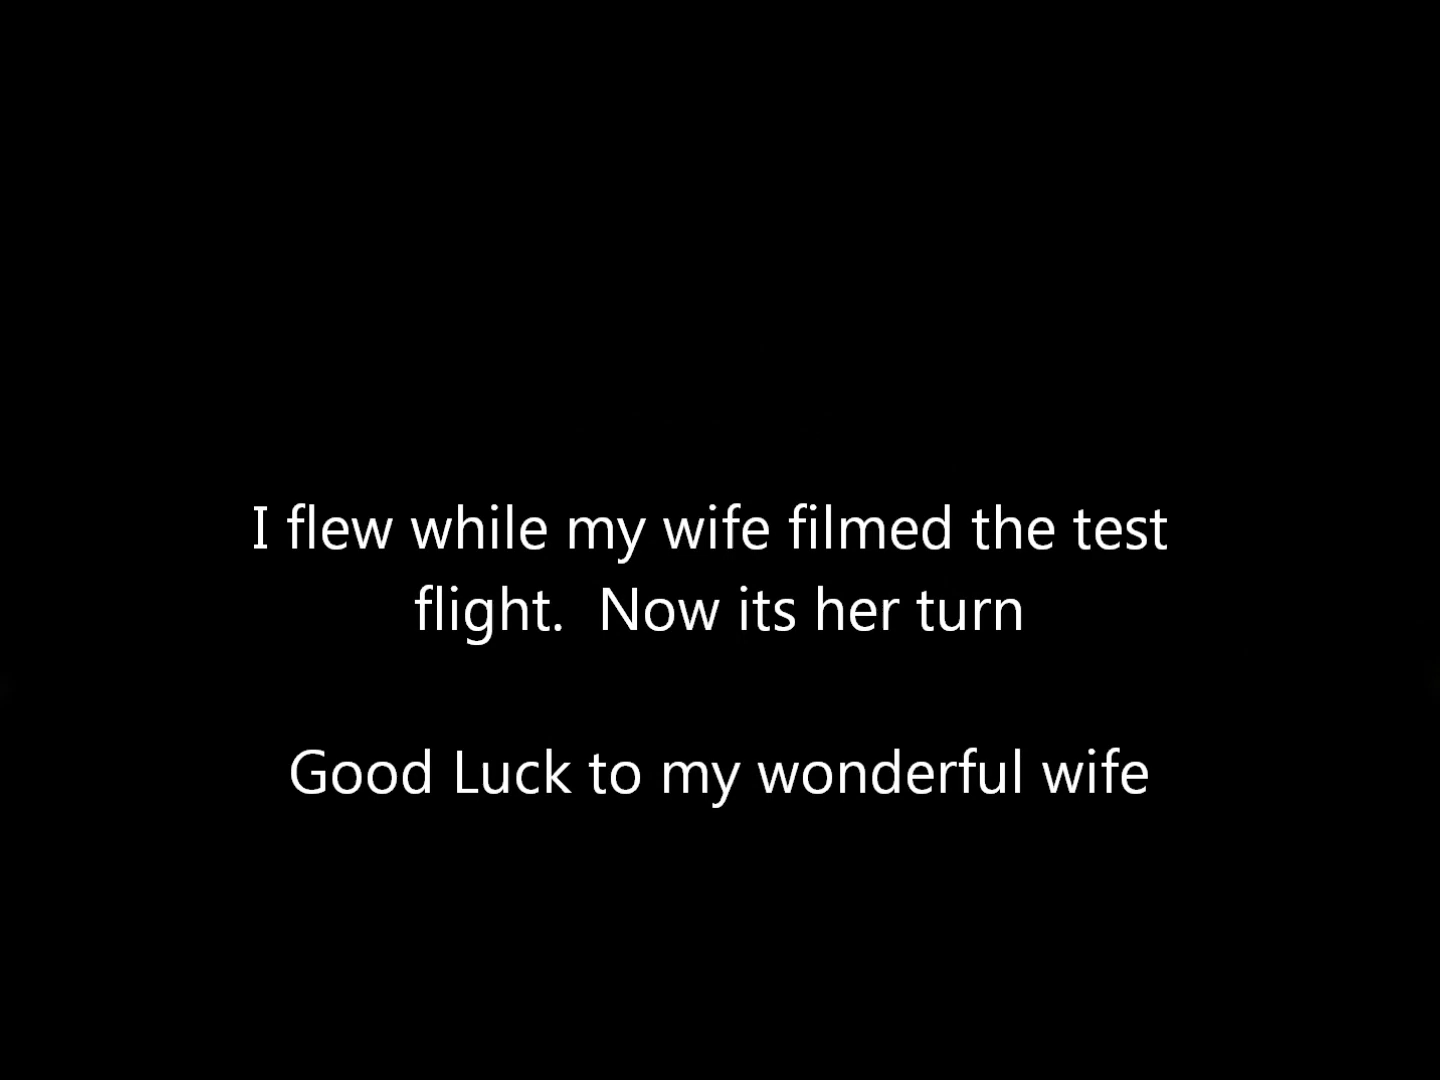 I flew while my wife filmed the test
flight.  Now its her turn
Good Luck to my wonderful wife